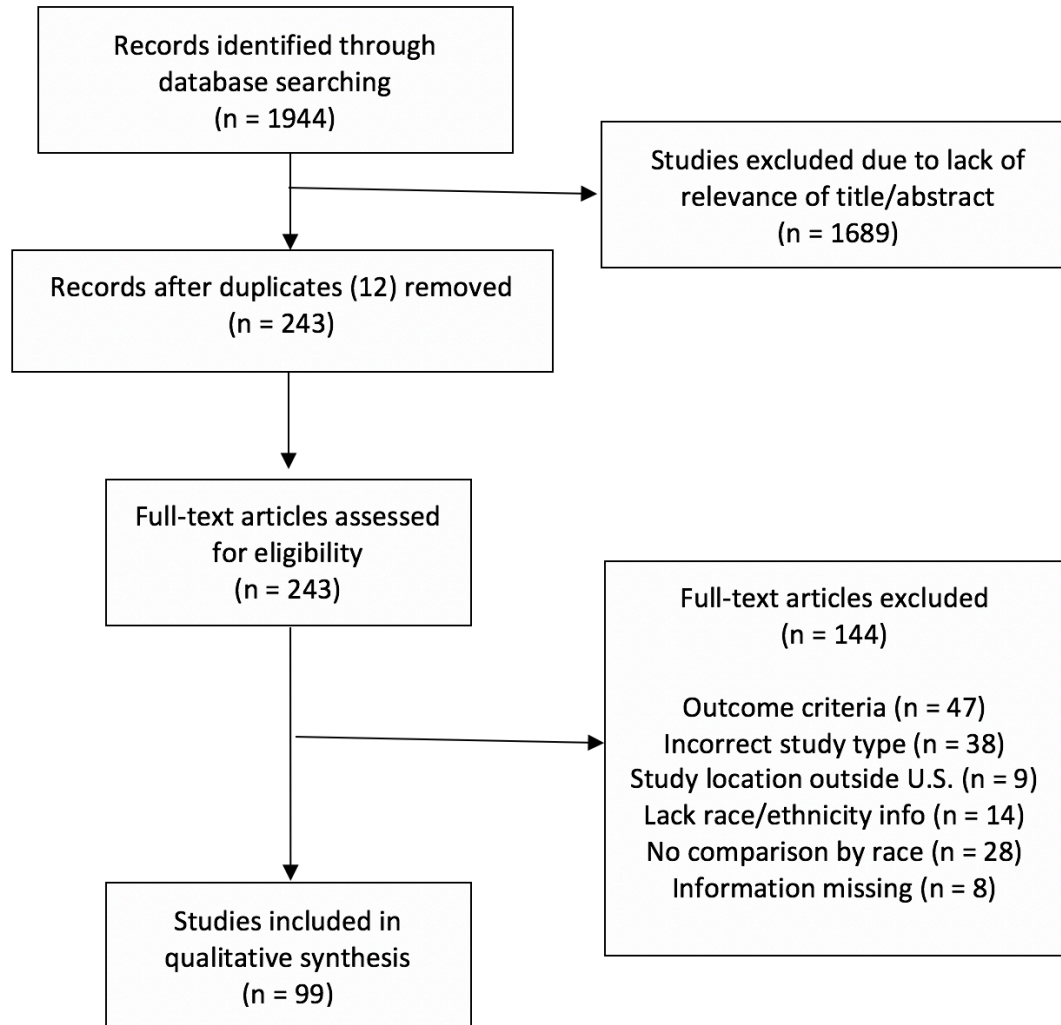 Records identified through
database searching
(n = 1944)
Studies excluded due to lack of
relevance of title/abstract
(n = 1689)
Records after duplicates (12) removed
(n = 243)
Full-text articles assessed
for eligibility
(n = 243)
Full-text articles excluded
(n = 144)
Outcome criteria (n = 47)
Incorrect study type (n = 38)
Study location outside U.S. (n = 9)
Lack race/ethnicity info (n = 14)
No comparison by race (n = 28)
Information missing (n = 8)
Studies included in
qualitative synthesis
(n = 99)